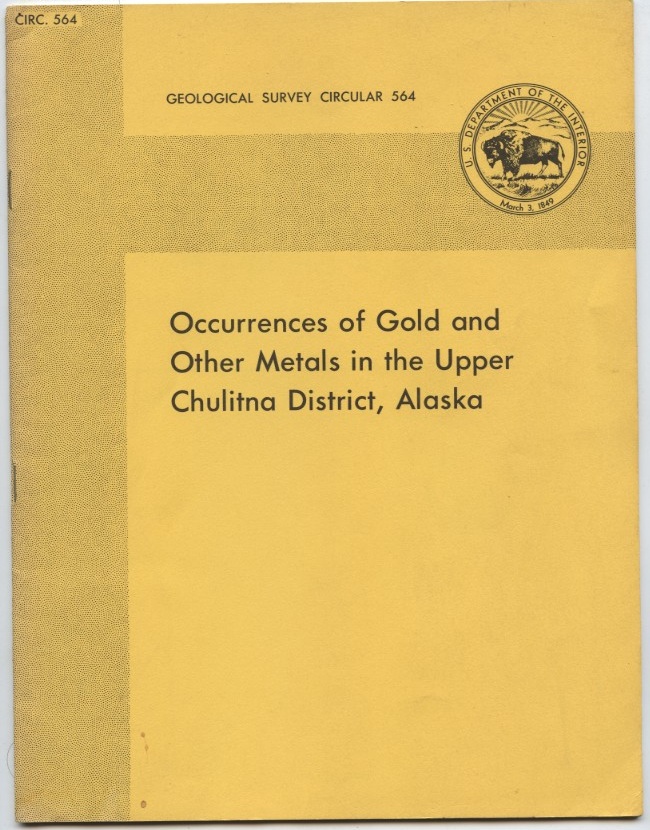 CIRC. 564
GEOLOGICAL SURVEY CIRCULAR 564
U. S. DEPARTMENT OF THE INTERIOR
March 3, 1849
Occurrences of Gold and
Other Metals in the Upper
Chulitna District, Alaska